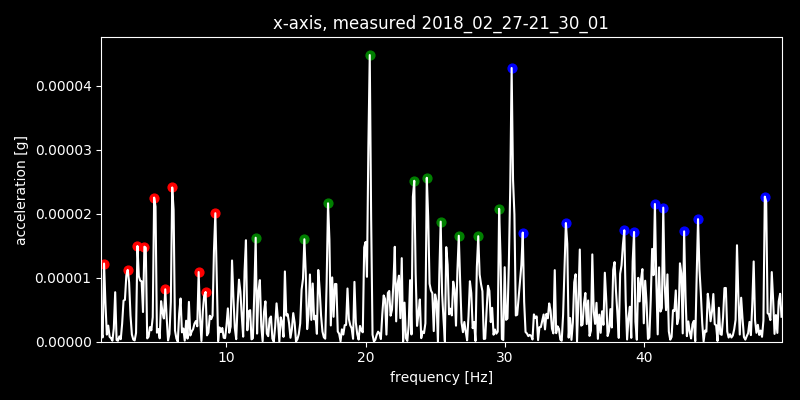 x-axis, measured 2018_02_27-21_30_01
acceleration [g]
0.00004
0.00003
0.00002
0.00001
0.00000
10 20 30 40
frequency [Hz]